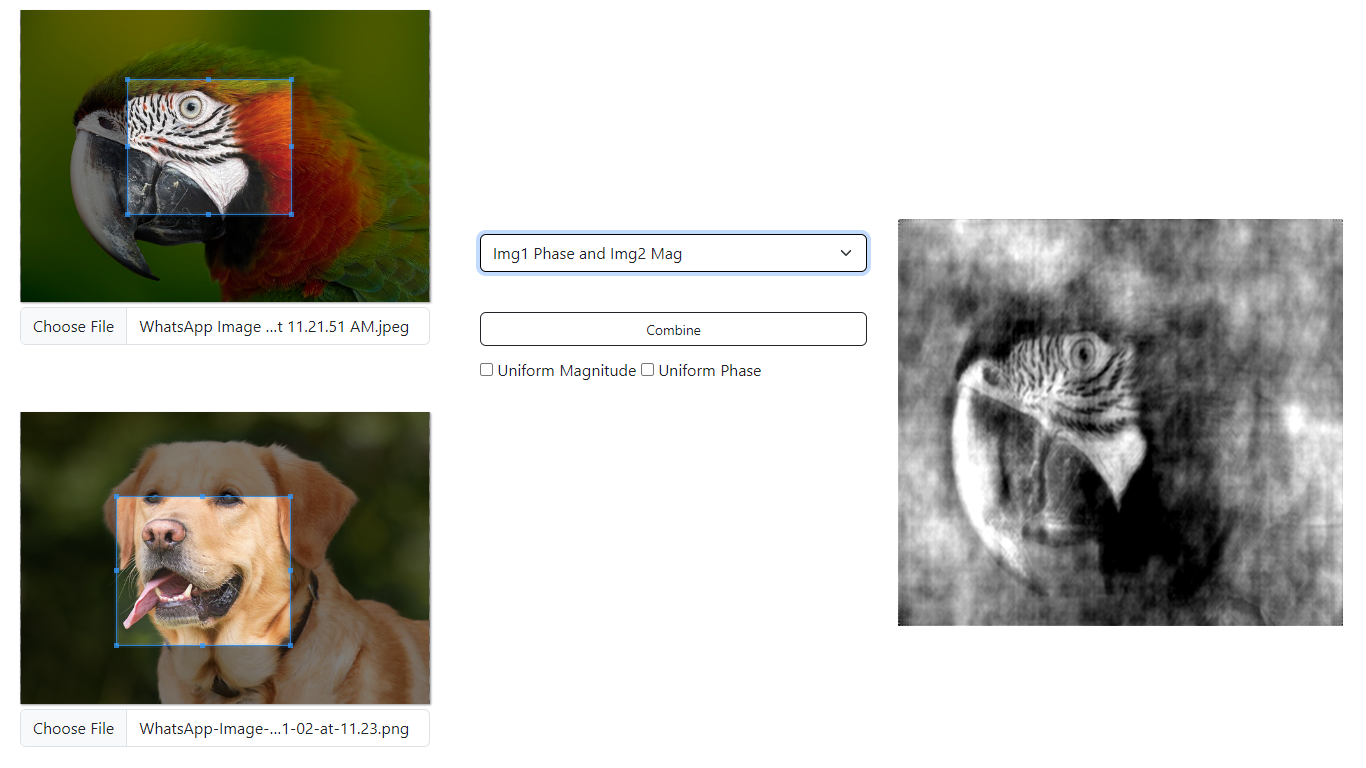 Choose File WhatsApp Image ...t 11.21.51 AM.jpeg
Img1 Phase and Img2 Mag
Combine
Uniform Magnitude Uniform Phase
Choose File WhatsApp-Image-...1-02-at-11.23.png